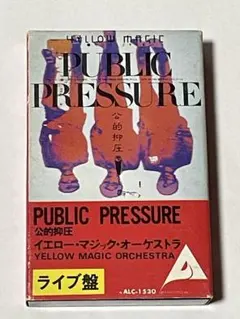 YELLOW MAGIC
PUBLIC
PRESSURE
公的抑圧
PUBLIC PRESSURE
公的抑圧
イエロー・マジック・オーケストラ
YELLOW MAGIC ORCHESTRA
ライブ盤
ALC-1530